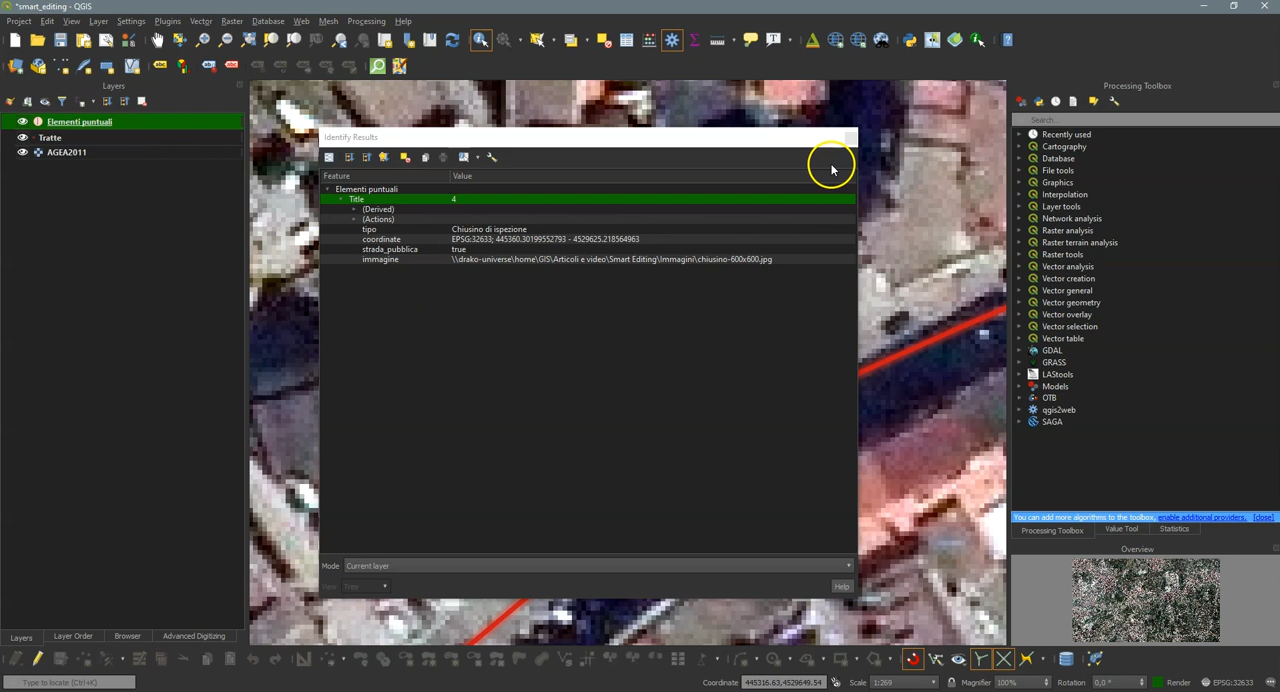 *smart_editing - QGIS
Project Edit View Layer Settings Plugins Vector Raster Database Web Mesh Processing Help
Layers
Elementi puntuali
Tratte
AGEA2011
Identify Results
Feature Value
Elementi puntuali
Title 4
(Derived)
(Actions)
tipo Chiusino di ispezione
coordinate EPSG:32633; 445360.30199552793 - 4529625.218564963
strada_pubblica true
immagine \\drako-universe\home\GIS\Articoli e video\Smart Editing\Immagini\chiusino-600x600.jpg
Mode Current layer
View Tree Help
Processing Toolbox
Search...
Recently used
Cartography
Database
File tools
Graphics
Interpolation
Layer tools
Network analysis
Raster analysis
Raster terrain analysis
Raster tools
Vector analysis
Vector creation
Vector general
Vector geometry
Vector overlay
Vector selection
Vector table
GDAL
GRASS
LAStools
Models
OTB
qgis2web
SAGA
You can add more algorithms to the toolbox, enable additional providers. [close]
Processing Toolbox Value Tool Statistics
Overview
Layers Layer Order Browser Advanced Digitizing
Type to locate (Ctrl+K) Coordinate 445316.63,4529649.54 Scale 1:269 Magnifier 100% Rotation 0,0 ° Render EPSG:32633